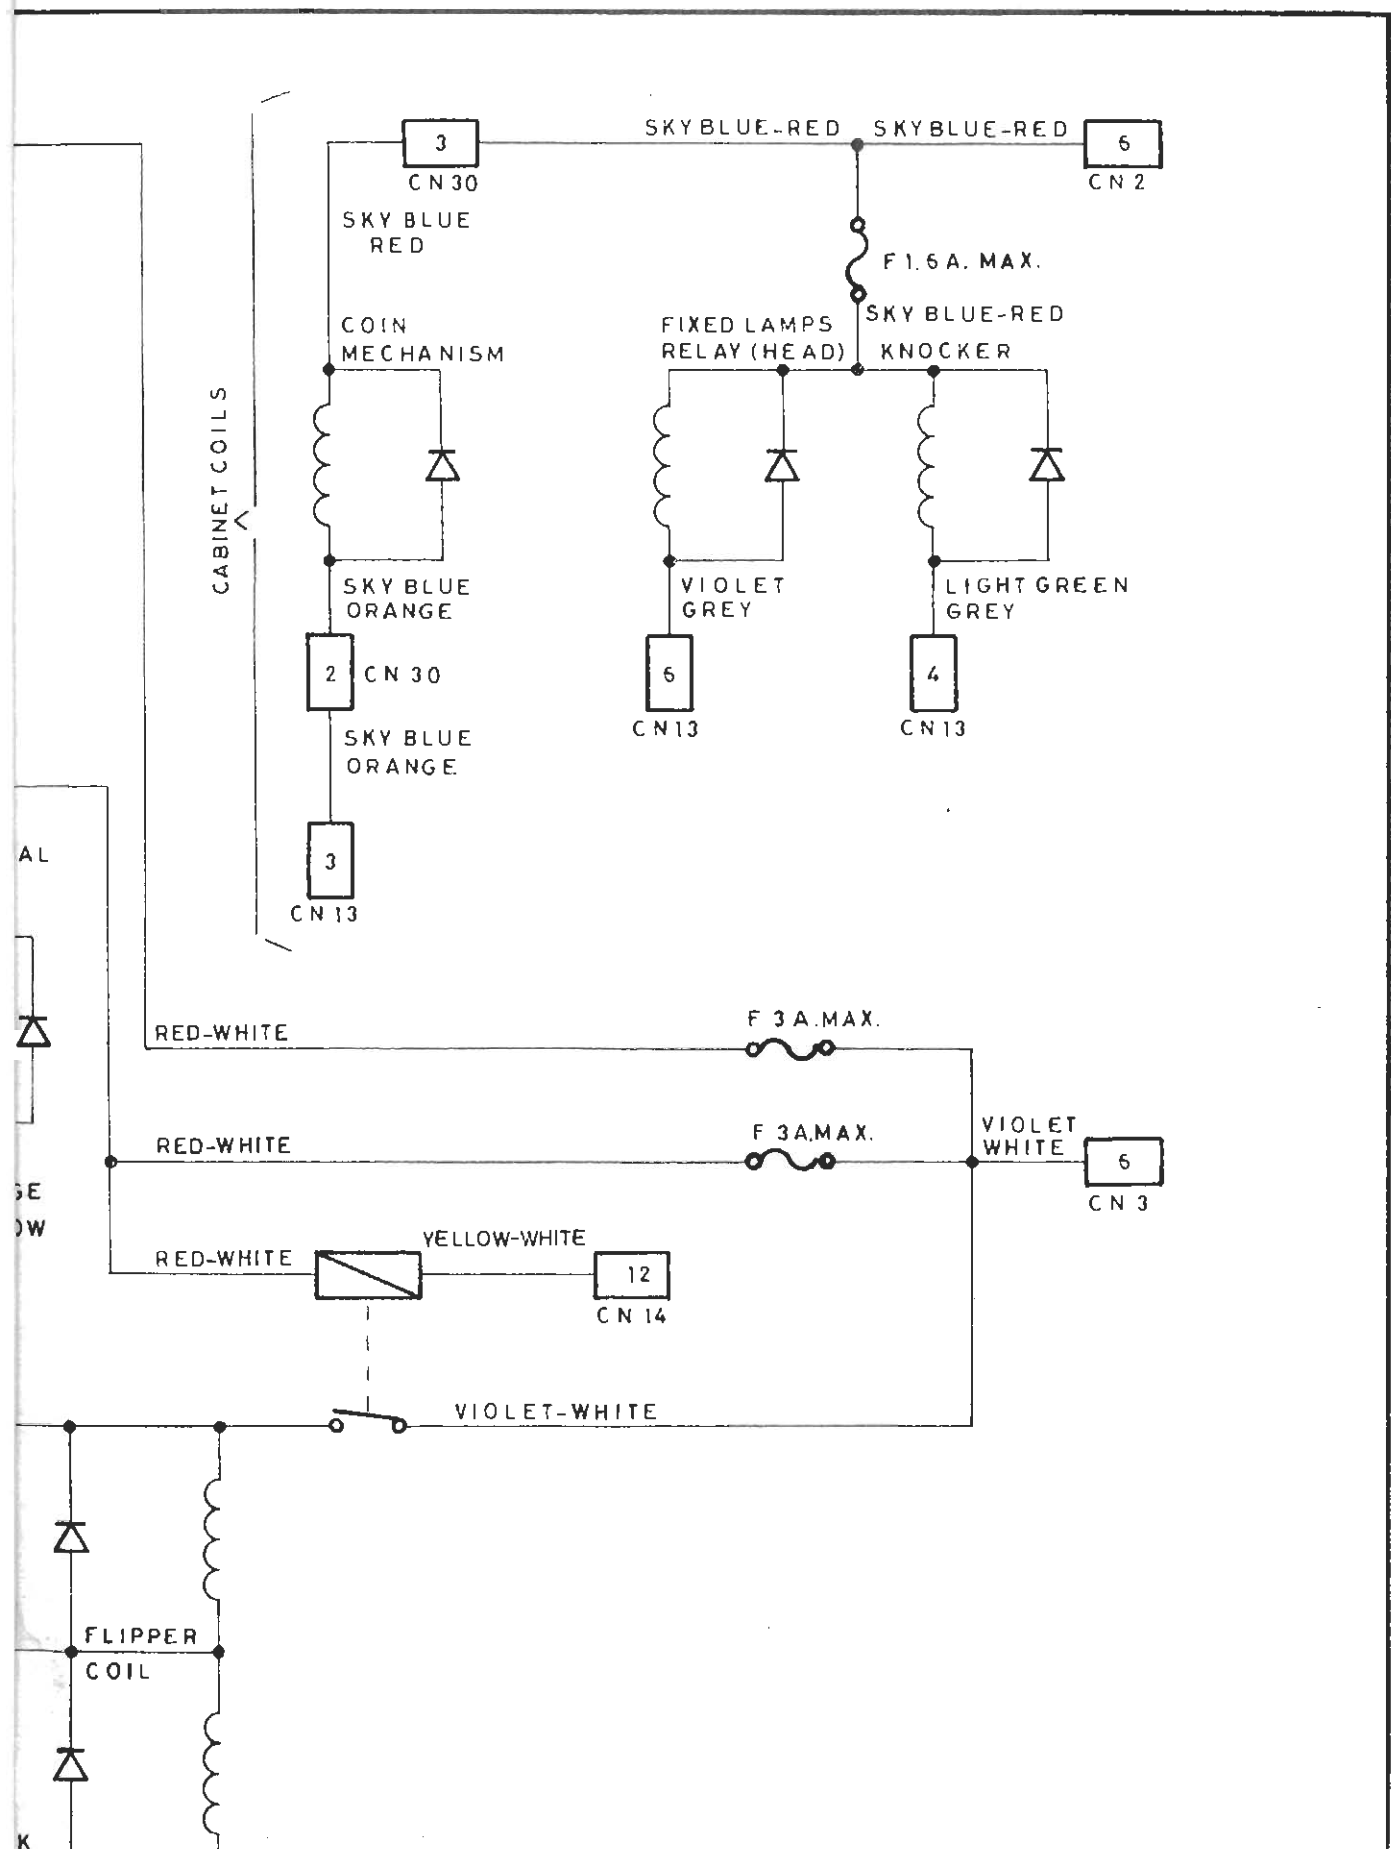 SKYBLUE-RED
SKYBLUE-RED
3
6
CN30
CN2
SKY BLUE
RED
F 1.6 A. MAX.
SKY BLUE-RED
COIN
MECHANISM
FIXED LAMPS
RELAY (HEAD)
KNOCKER
CABINET COILS
SKY BLUE
ORANGE
VIOLET
GREY
LIGHT GREEN
GREY
2
CN 30
6
4
CN13
CN13
SKY BLUE
ORANGE
AL
3
CN 13
F 3 A.MAX.
RED-WHITE
VIOLET
WHITE
F 3A.MAX.
RED-WHITE
6
CN 3
GE
OW
YELLOW-WHITE
RED-WHITE
12
CN 14
VIOLET-WHITE
FLIPPER
COIL
K